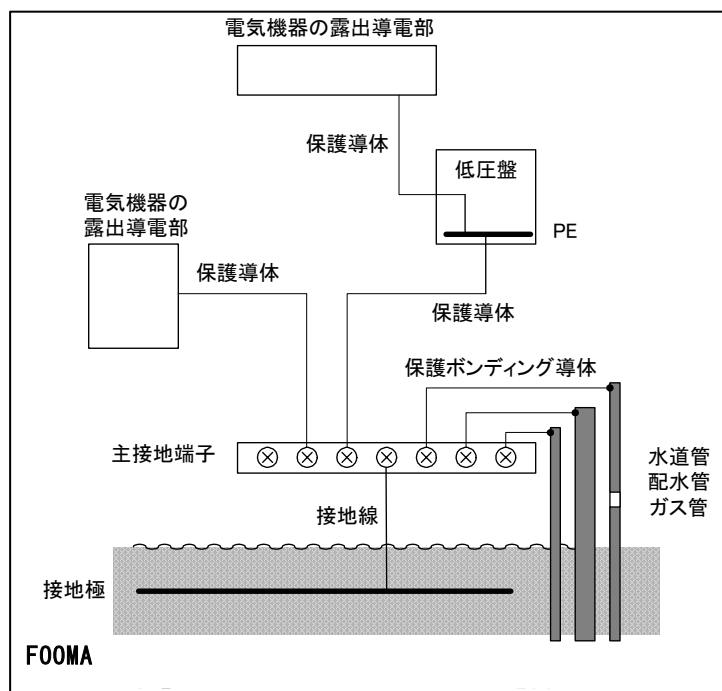 電気機器の露出導電部
保護導体
低圧盤
電気機器の
露出導電部
PE
保護導体
保護導体
保護ボンディング導体
主接地端子
水道管
配水管
ガス管
接地線
接地極
FOOMA